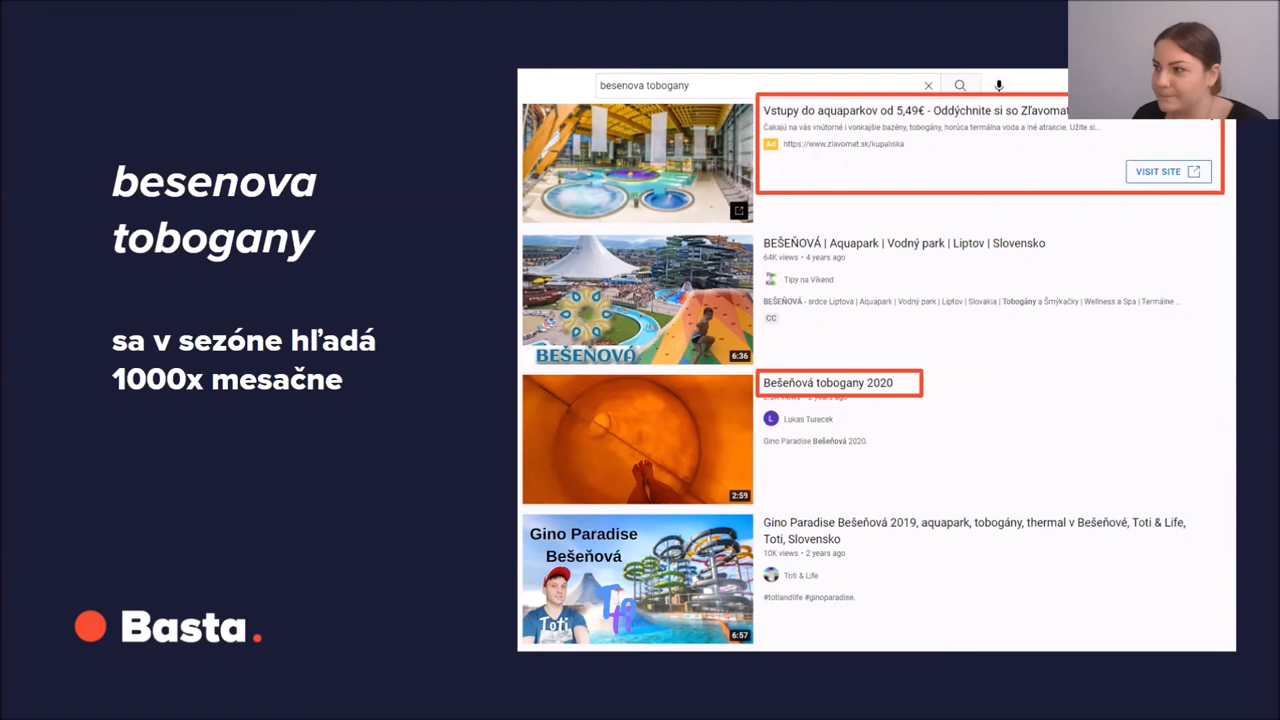 besenova
tobogany
sa v sezóne hľadá
1000x mesačne
Basta.
besenova tobogany
Vstupy do aquaparkov od 5,49€ - Oddýchnite si so Zľavomat
Čakajú na vás vnútorné i vonkajšie bazény, tobogány, horúca termálna voda a iné atrakcie. Užite si...
Ad https://www.zlavomat.sk/kupaliska
VISIT SITE
BEŠEŇOVÁ | Aquapark | Vodný park | Liptov | Slovensko
64K views • 4 years ago
Tipy na Víkend
BEŠEŇOVÁ - srdce Liptova | Aquapark | Vodný park | Liptov | Slovakia | Tobogany a Šmýkačky | Wellness a Spa | Termálne ...
CC
BEŠEŇOVÁ
6:36
Bešeňová tobogany 2020
views • 2 years ago
L
Lukas Turecek
Gino Paradise Bešeňová 2020.
2:59
Gino Paradise Bešeňová 2019, aquapark, tobogány, thermal v Bešeňové, Toti & Life,
Toti, Slovensko
10K views • 2 years ago
Toti & Life
#totiandlife #ginoparadise.
Gino Paradise
Bešeňová
Toti
6:57